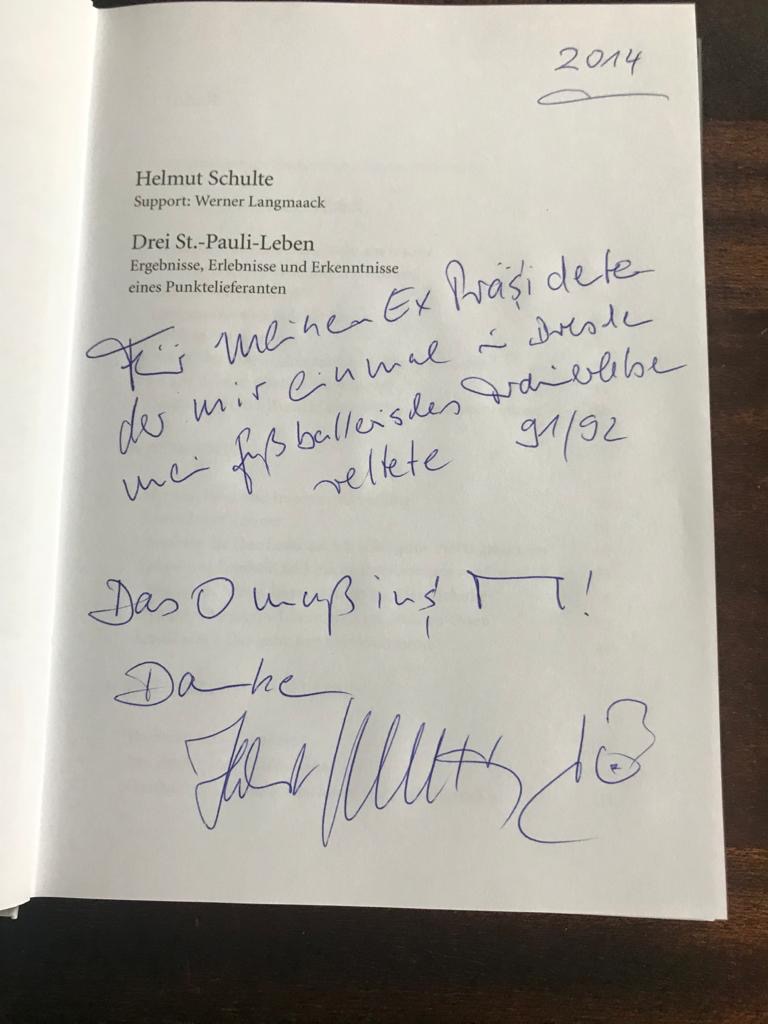 2014
Helmut Schulte
Support: Werner Langmaack
Drei St.-Pauli-Leben
Ergebnisse, Erlebnisse und Erkenntnisse
eines Punktelieferanten
Für meinen Ex Präsidenten
der mir einmal in Dresden
mein fußballerisches Trainerleben
rettete 91/92
Das O muß ins !
Danke